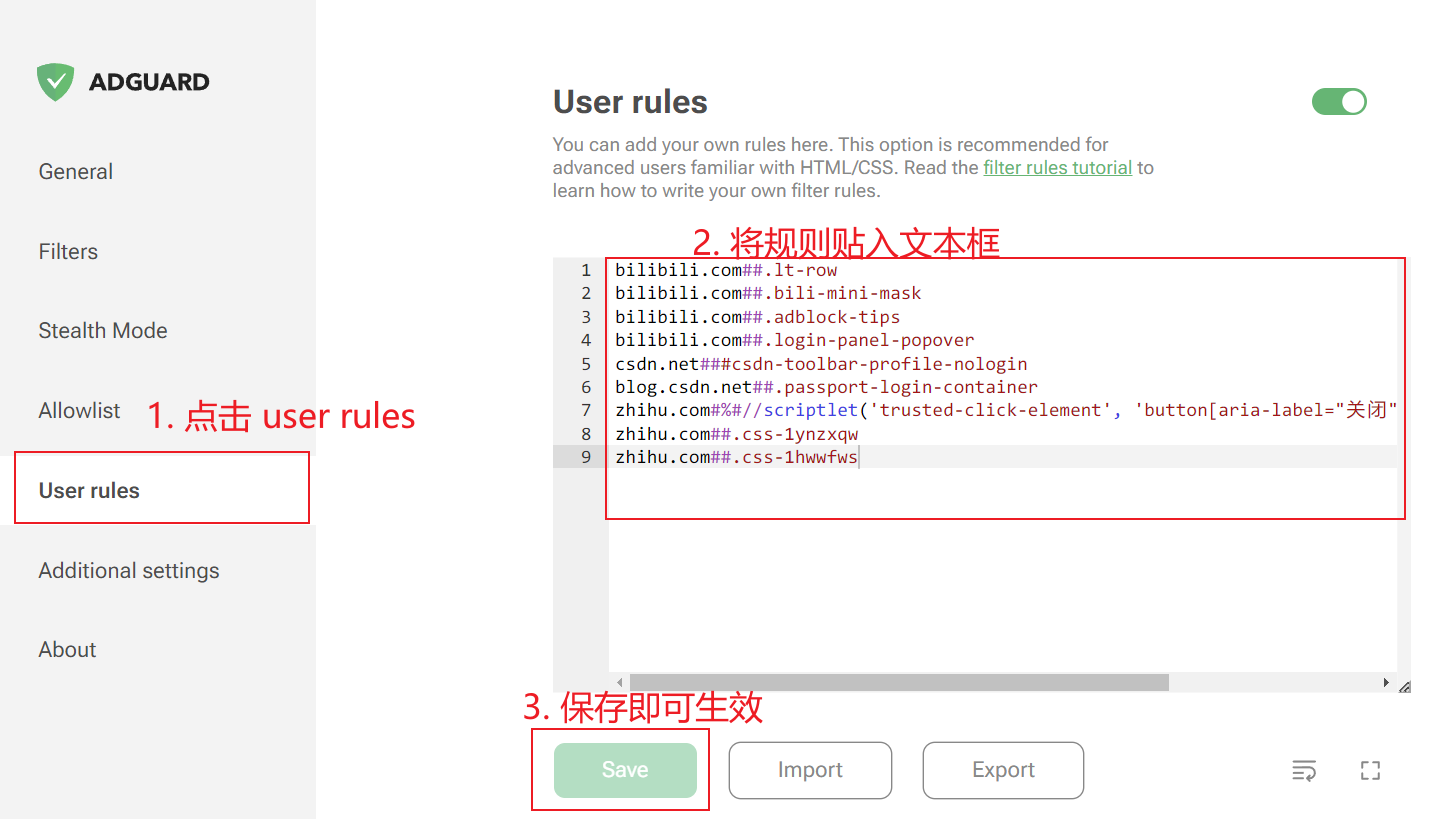 ADGUARD
General
Filters
Stealth Mode
Allowlist
1. 点击 user rules
User rules
Additional settings
About
User rules
You can add your own rules here. This option is recommended for
advanced users familiar with HTML/CSS. Read the filter rules tutorial to
learn how to write your own filter rules.
2. 将规则贴入文本框
1 bilibili.com##.lt-row
2 bilibili.com##.bili-mini-mask
3 bilibili.com##.adblock-tips
4 bilibili.com##.login-panel-popover
5 csdn.net###csdn-toolbar-profile-nologin
6 blog.csdn.net##.passport-login-container
7 zhihu.com#%#//scriptlet('trusted-click-element', 'button[aria-label="关闭"
8 zhihu.com##.css-1ynzxqw
9 zhihu.com##.css-1hwwfws
3. 保存即可生效
Save
Import
Export